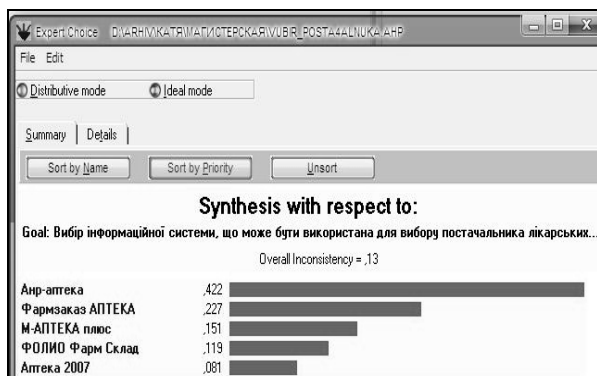 Expert Choice D:\ARHIV\КАТЯ\МАГИСТЕРСКАЯ\VUBIR_POSTA4ALNUKA.AHP
File Edit
Distributive mode Ideal mode
Summary Details
Sort by Name Sort by Priority Unsort
Synthesis with respect to:
Goal: Вибір інформаційної системи, що може бути використана для вибору постачальника лікарських...
Overall Inconsistency = ,13
Анр-аптека ,422
Фармзаказ АПТЕКА ,227
М-АПТЕКА плюс ,151
ФОЛИО Фарм Склад ,119
Аптека 2007 ,081